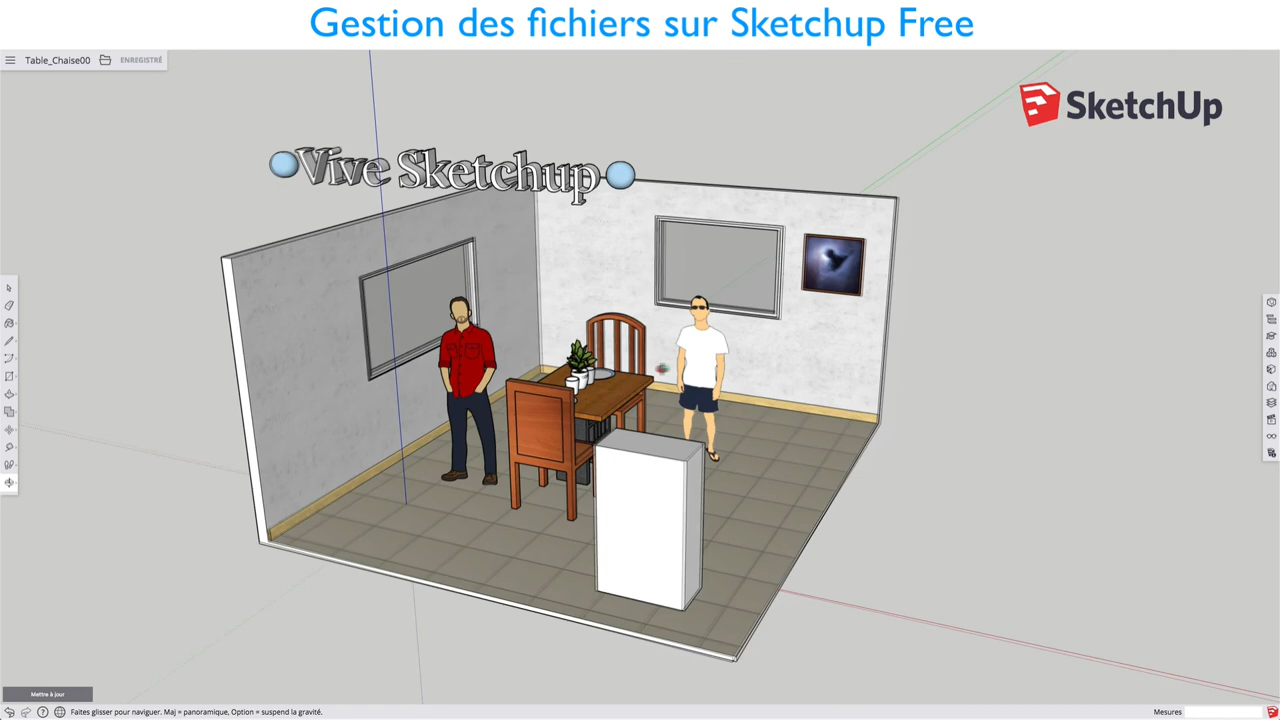 Gestion des fichiers sur Sketchup Free
Table_Chaise00 ENREGISTRÉ
SketchUp
Vive Sketchup
Mettre à jour
Faites glisser pour naviguer. Maj = panoramique, Option = suspend la gravité.
Mesures